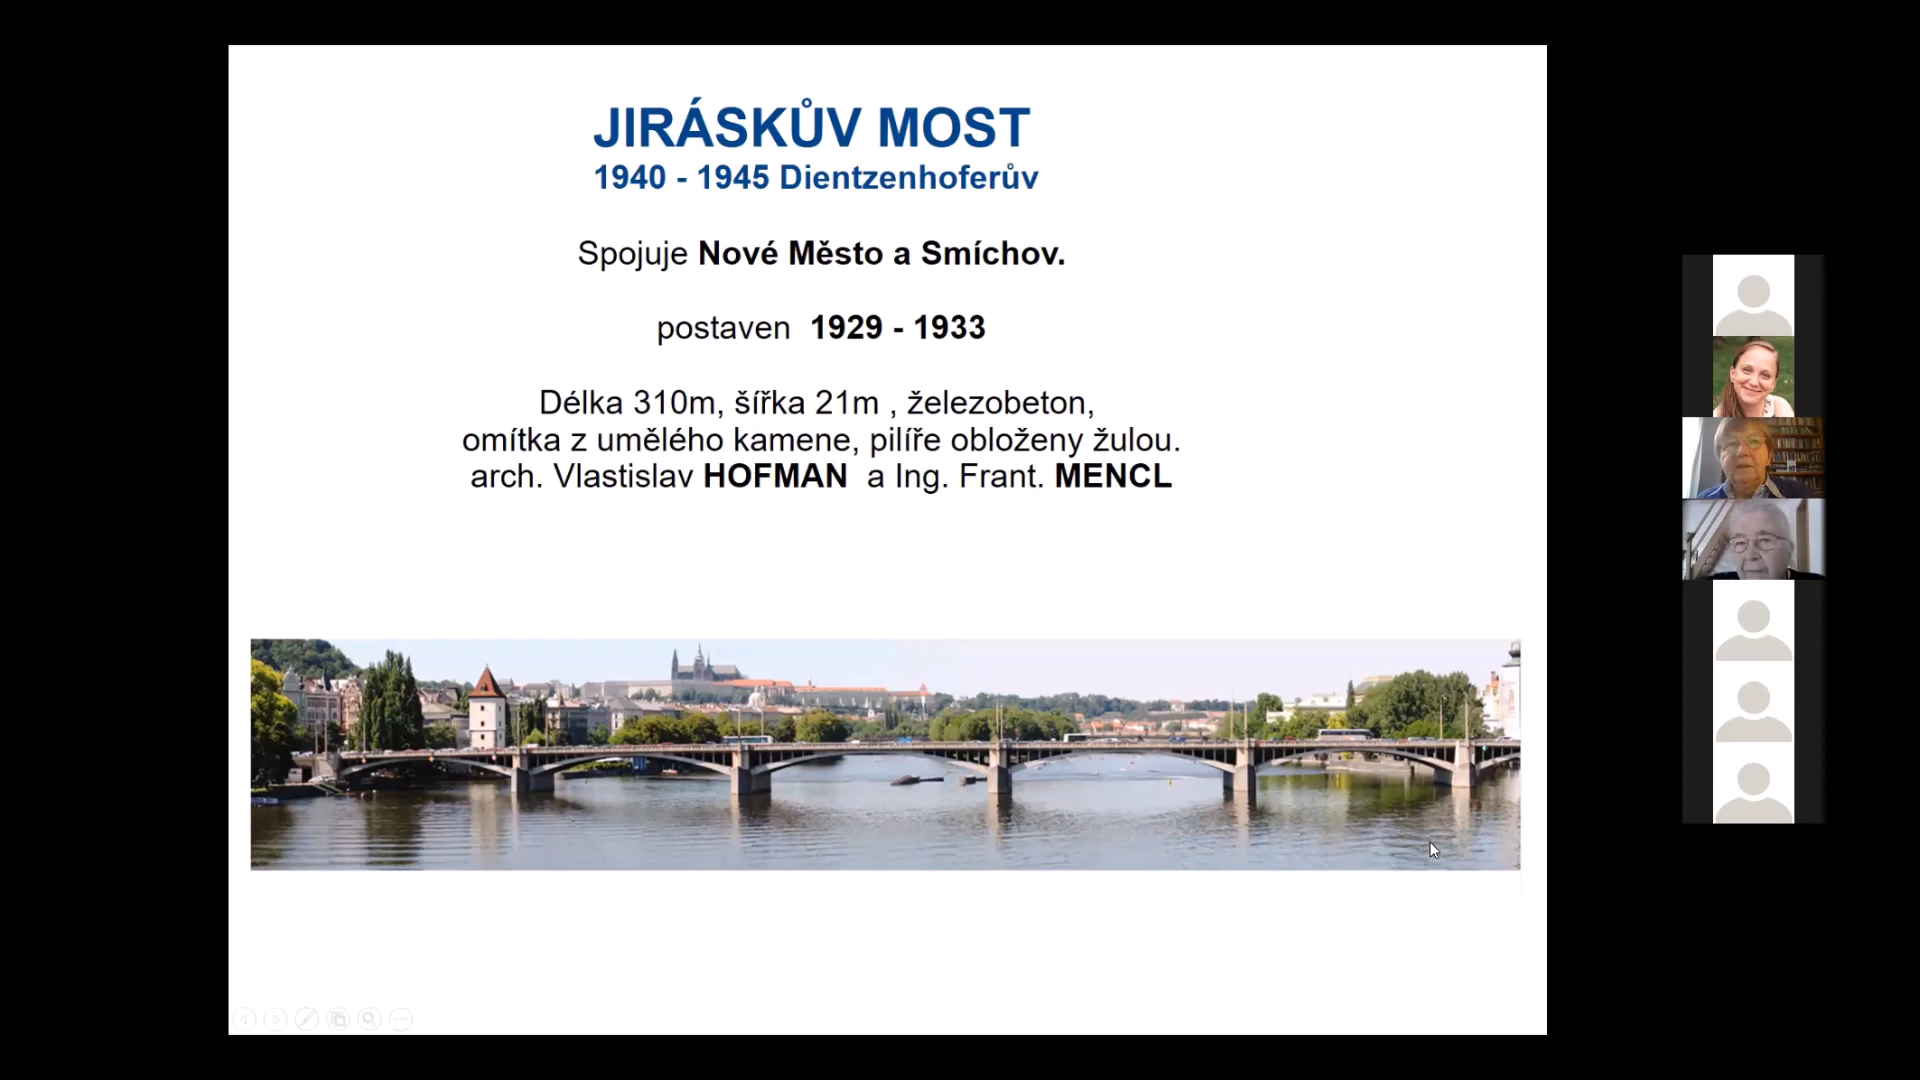 JIRÁSKŮV MOST
1940 - 1945 Dientzenhoferův
Spojuje Nové Město a Smíchov.
postaven 1929 - 1933
Délka 310m, šířka 21m , železobeton,
omítka z umělého kamene, pilíře obloženy žulou.
arch. Vlastislav HOFMAN a Ing. Frant. MENCL